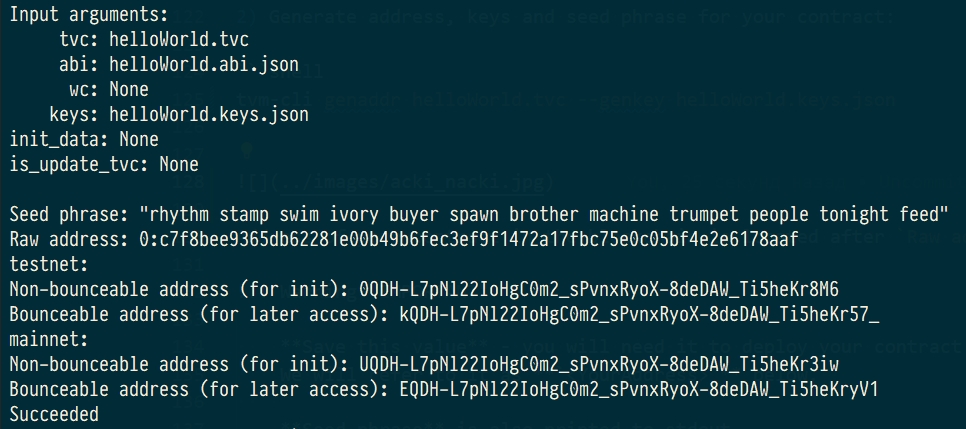 Input arguments:
tvc: helloWorld.tvc
abi: helloWorld.abi.json
wc: None
keys: helloWorld.keys.json
init_data: None
is_update_tvc: None
Seed phrase: "rhythm stamp swim ivory buyer spawn brother machine trumpet people tonight feed"
Raw address: 0:c7f8bee9365db62281e00b49b6fec3ef9f1472a17fbc75e0c05bf4e2e6178aaf
testnet:
Non-bounceable address (for init): 0QDH-L7pNl22IoHgC0m2_sPvnxRyoX-8deDAW_Ti5heKr8M6
Bounceable address (for later access): kQDH-L7pNl22IoHgC0m2_sPvnxRyoX-8deDAW_Ti5heKr57_
mainnet:
Non-bounceable address (for init): UQDH-L7pNl22IoHgC0m2_sPvnxRyoX-8deDAW_Ti5heKr3iw
Bounceable address (for later access): EQDH-L7pNl22IoHgC0m2_sPvnxRyoX-8deDAW_Ti5heKryV1
Succeeded